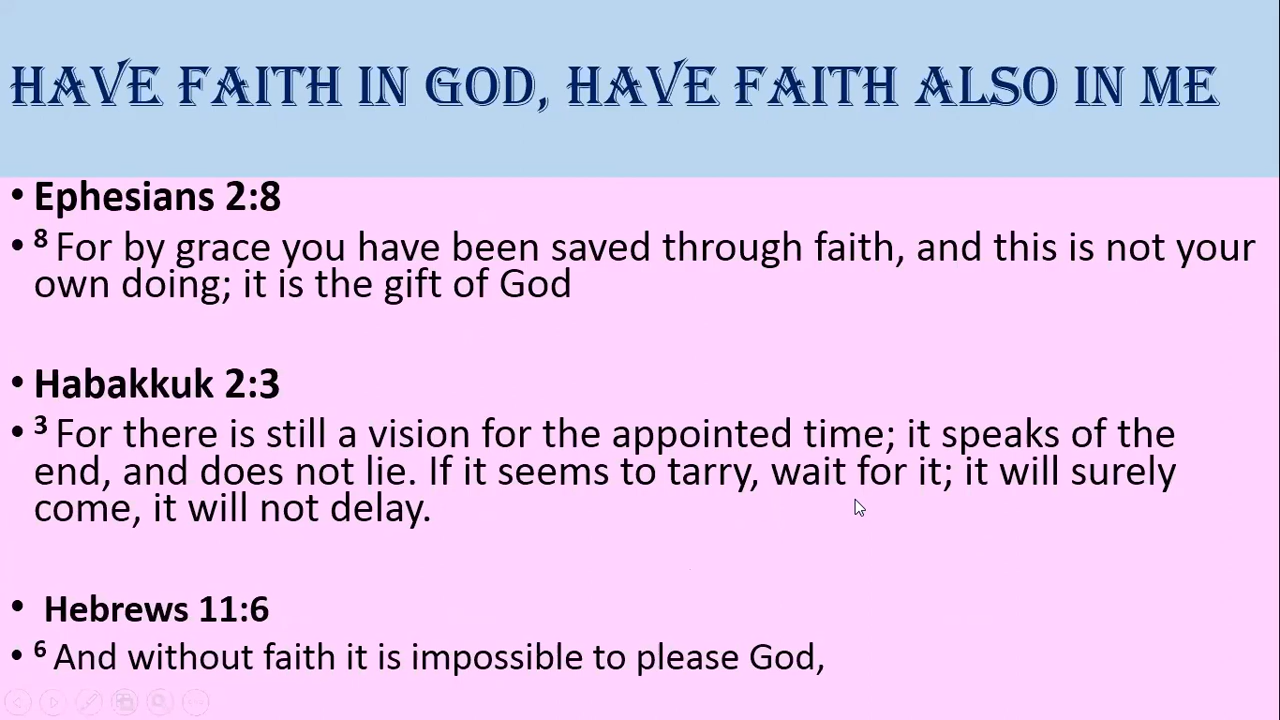 HAVE FAITH IN GOD, HAVE FAITH ALSO IN ME
• Ephesians 2:8
• 8 For by grace you have been saved through faith, and this is not your
own doing; it is the gift of God
• Habakkuk 2:3
• 3 For there is still a vision for the appointed time; it speaks of the
end, and does not lie. If it seems to tarry, wait for it; it will surely
come, it will not delay.
• Hebrews 11:6
• 6 And without faith it is impossible to please God,